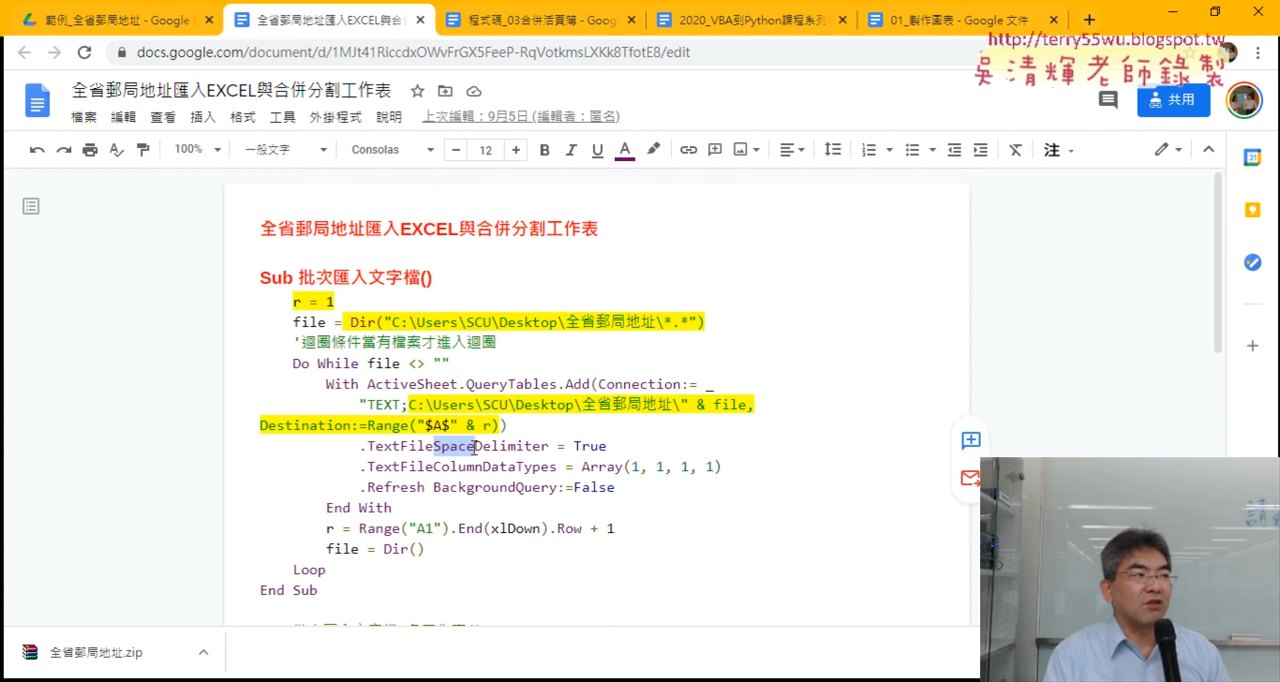 範例_全省郵局地址 - Google
全省郵局地址匯入EXCEL與合
程式碼_03合併活頁簿 - Goog
2020_VBA到Python課程系列
01_製作圖表 - Google 文件
docs.google.com/document/d/1MJt41RiccdxOWvFrGX5FeeP-RqVotkmsLXKk8TfotE8/edit
http://terry55wu.blogspot.tw
吳清輝老師錄製
全省郵局地址匯入EXCEL與合併分割工作表
共用
檔案 編輯 查看 插入 格式 工具 外掛程式 說明 上次編輯：9月5日 (編輯者：匿名)
100% 一般文字 Consolas 12 B I U A 注
31
全省郵局地址匯入EXCEL與合併分割工作表
Sub 批次匯入文字檔()
r = 1
file = Dir("C:\Users\SCU\Desktop\全省郵局地址\*.*")
'迴圈條件當有檔案才進入迴圈
Do While file <> ""
With ActiveSheet.QueryTables.Add(Connection:= _
"TEXT;C:\Users\SCU\Desktop\全省郵局地址\" & file,
Destination:=Range("$A$" & r))
.TextFileSpaceDelimiter = True
.TextFileColumnDataTypes = Array(1, 1, 1, 1)
.Refresh BackgroundQuery:=False
End With
r = Range("A1").End(xlDown).Row + 1
file = Dir()
Loop
End Sub
全省郵局地址.zip